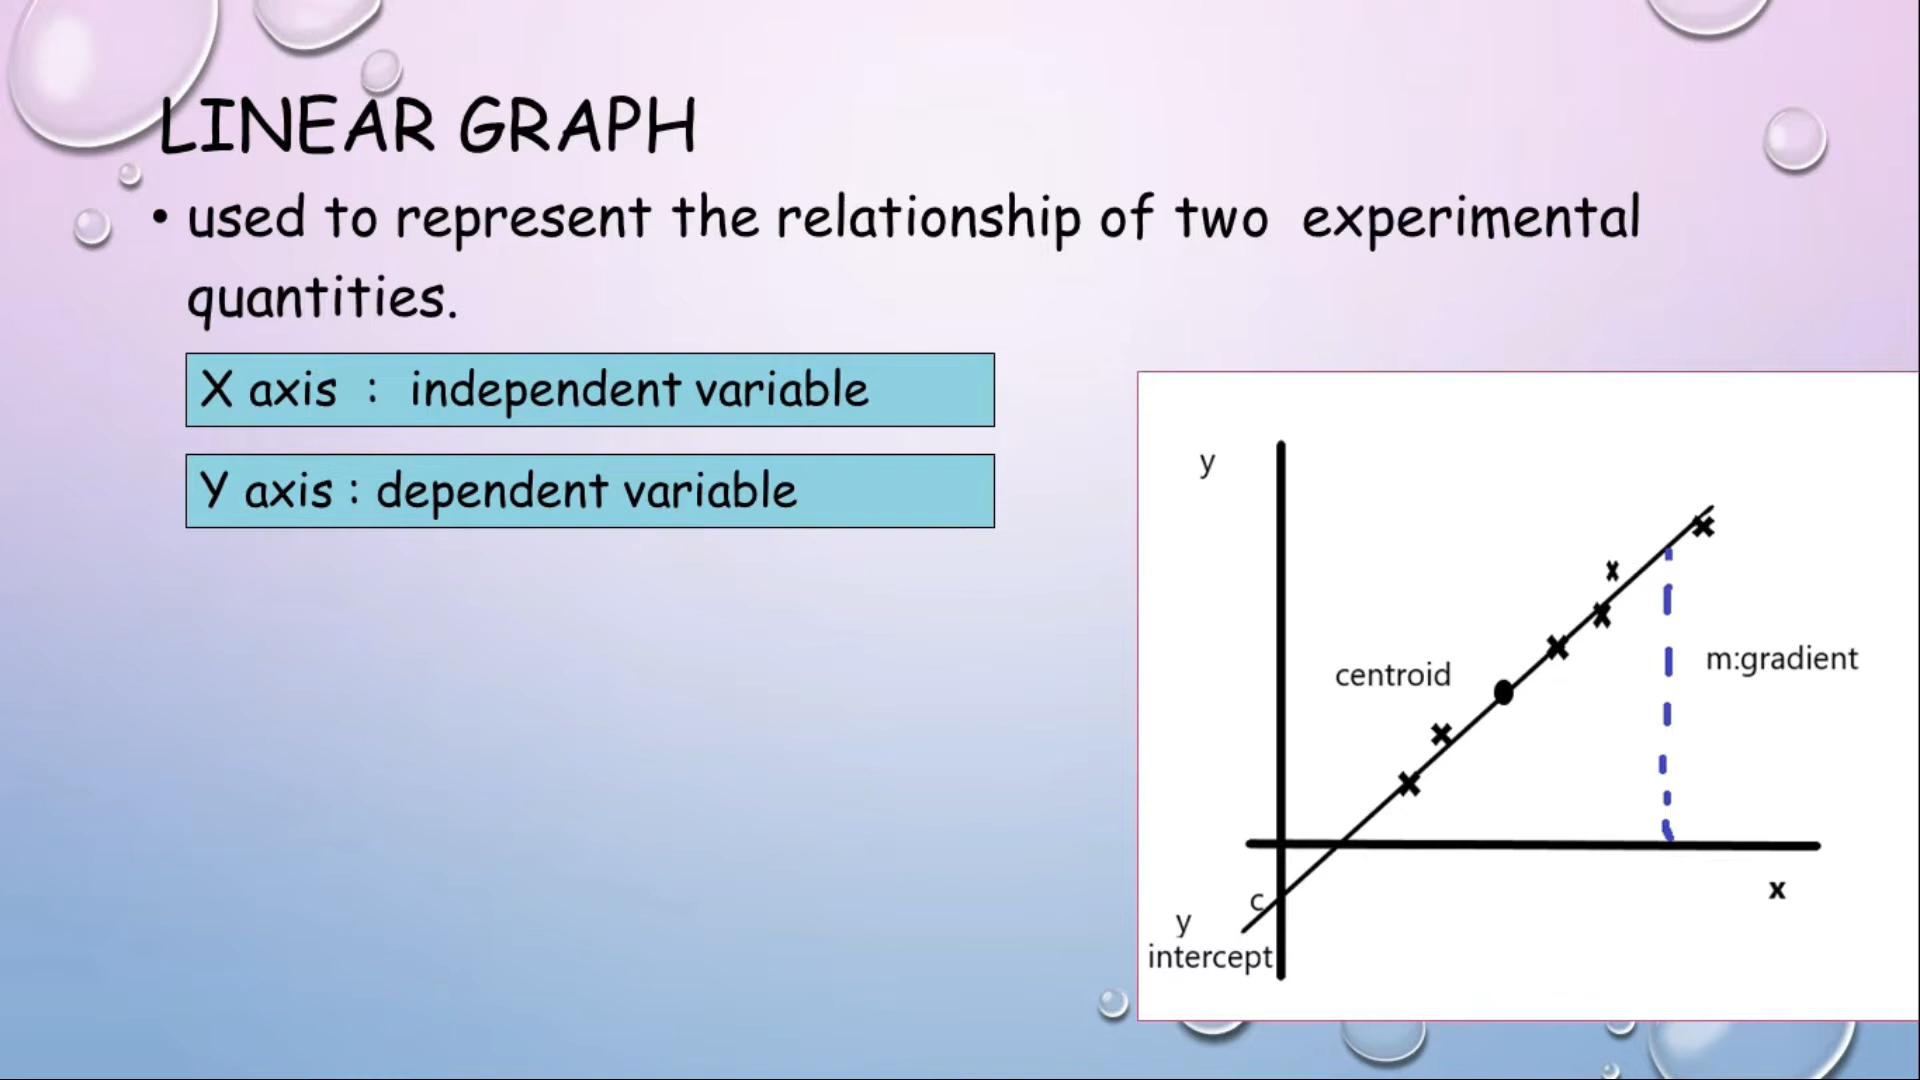 LINEAR GRAPH
• used to represent the relationship of two experimental
quantities.
X axis : independent variable
Y axis : dependent variable
y
centroid
m:gradient
x
c
y
intercept